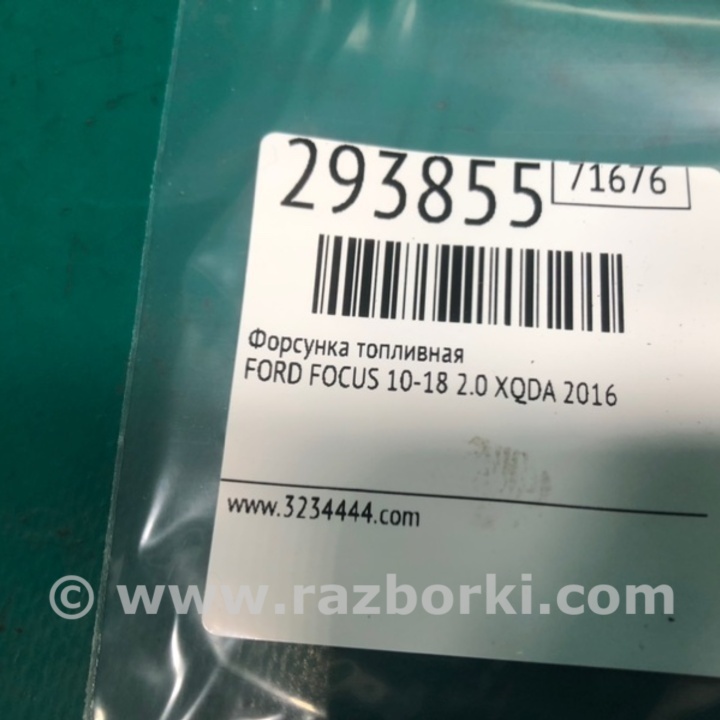 293855 71676
Форсунка топливная
FORD FOCUS 10-18 2.0 XQDA 2016
www.3234444.com
© www.razborki.com